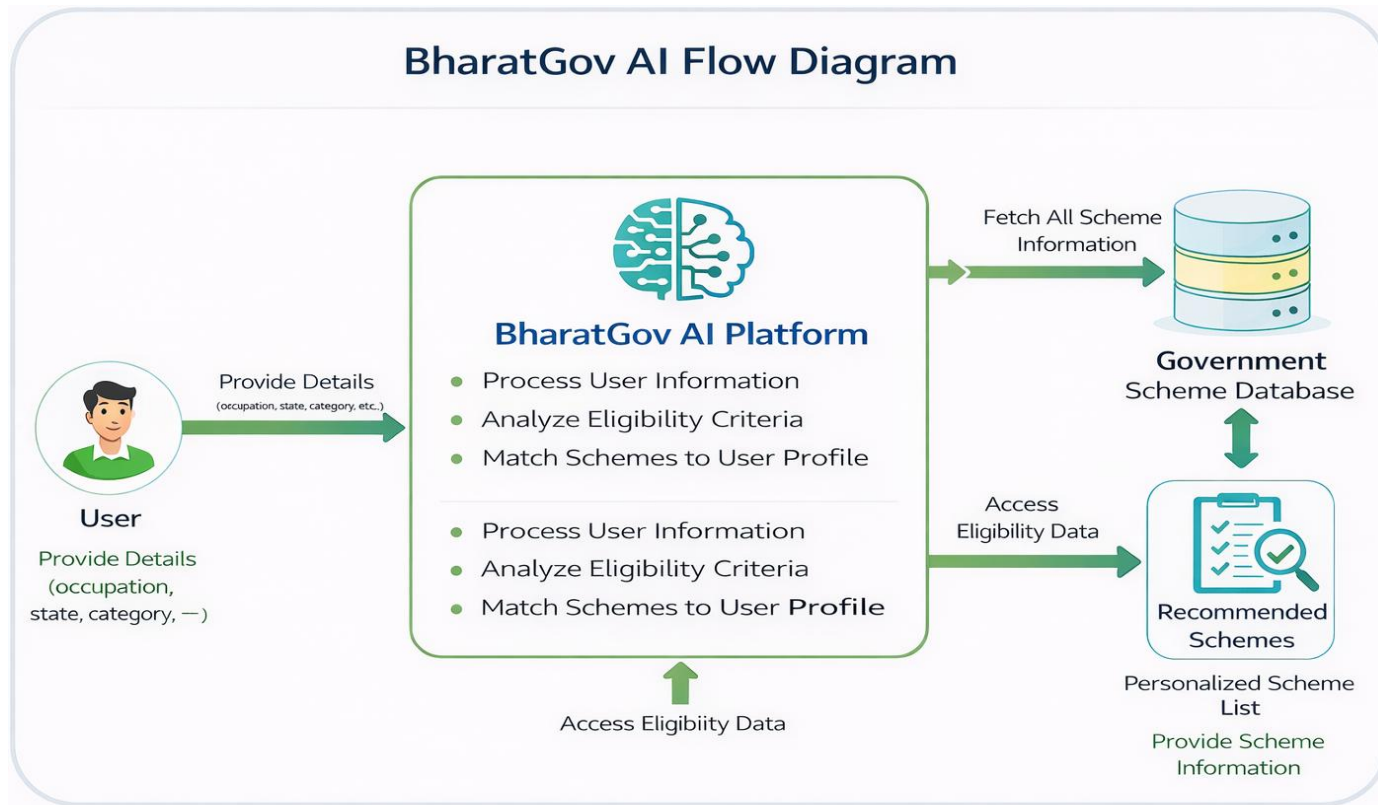 BharatGov AI Flow Diagram
Provide Details
(occupation, state, category, etc.)
User
Provide Details
(occupation,
state, category, —)
BharatGov AI Platform
Process User Information
Analyze Eligibility Criteria
Match Schemes to User Profile
Process User Information
Analyze Eligibility Criteria
Match Schemes to User Profile
Access Eligibiity Data
Fetch All Scheme
Information
Government
Scheme Database
Access
Eligibility Data
Recommended
Schemes
Personalized Scheme
List
Provide Scheme
Information